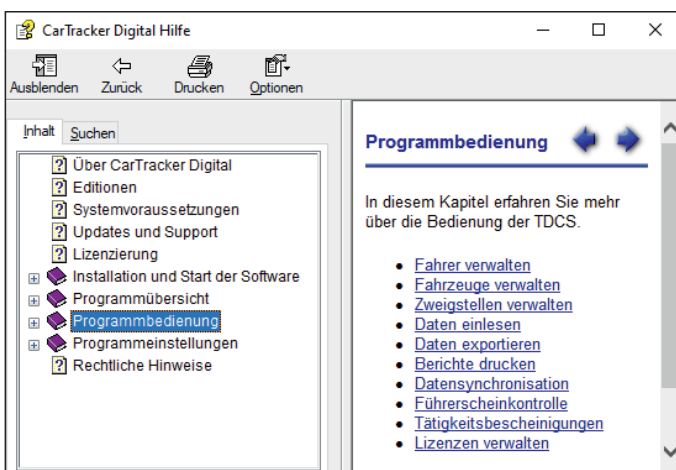 CarTracker Digital Hilfe
Ausblenden Zurück Drucken Optionen
Inhalt Suchen
Über CarTracker Digital
Editionen
Systemvoraussetzungen
Updates und Support
Lizenzierung
Installation und Start der Software
Programmübersicht
Programmbedienung
Programmeinstellungen
Rechtliche Hinweise
Programmbedienung
In diesem Kapitel erfahren Sie mehr
über die Bedienung der TDCS.
Fahrer verwalten
Fahrzeuge verwalten
Zweigstellen verwalten
Daten einlesen
Daten exportieren
Berichte drucken
Datensynchronisation
Führerscheinkontrolle
Tätigkeitsbescheinigungen
Lizenzen verwalten